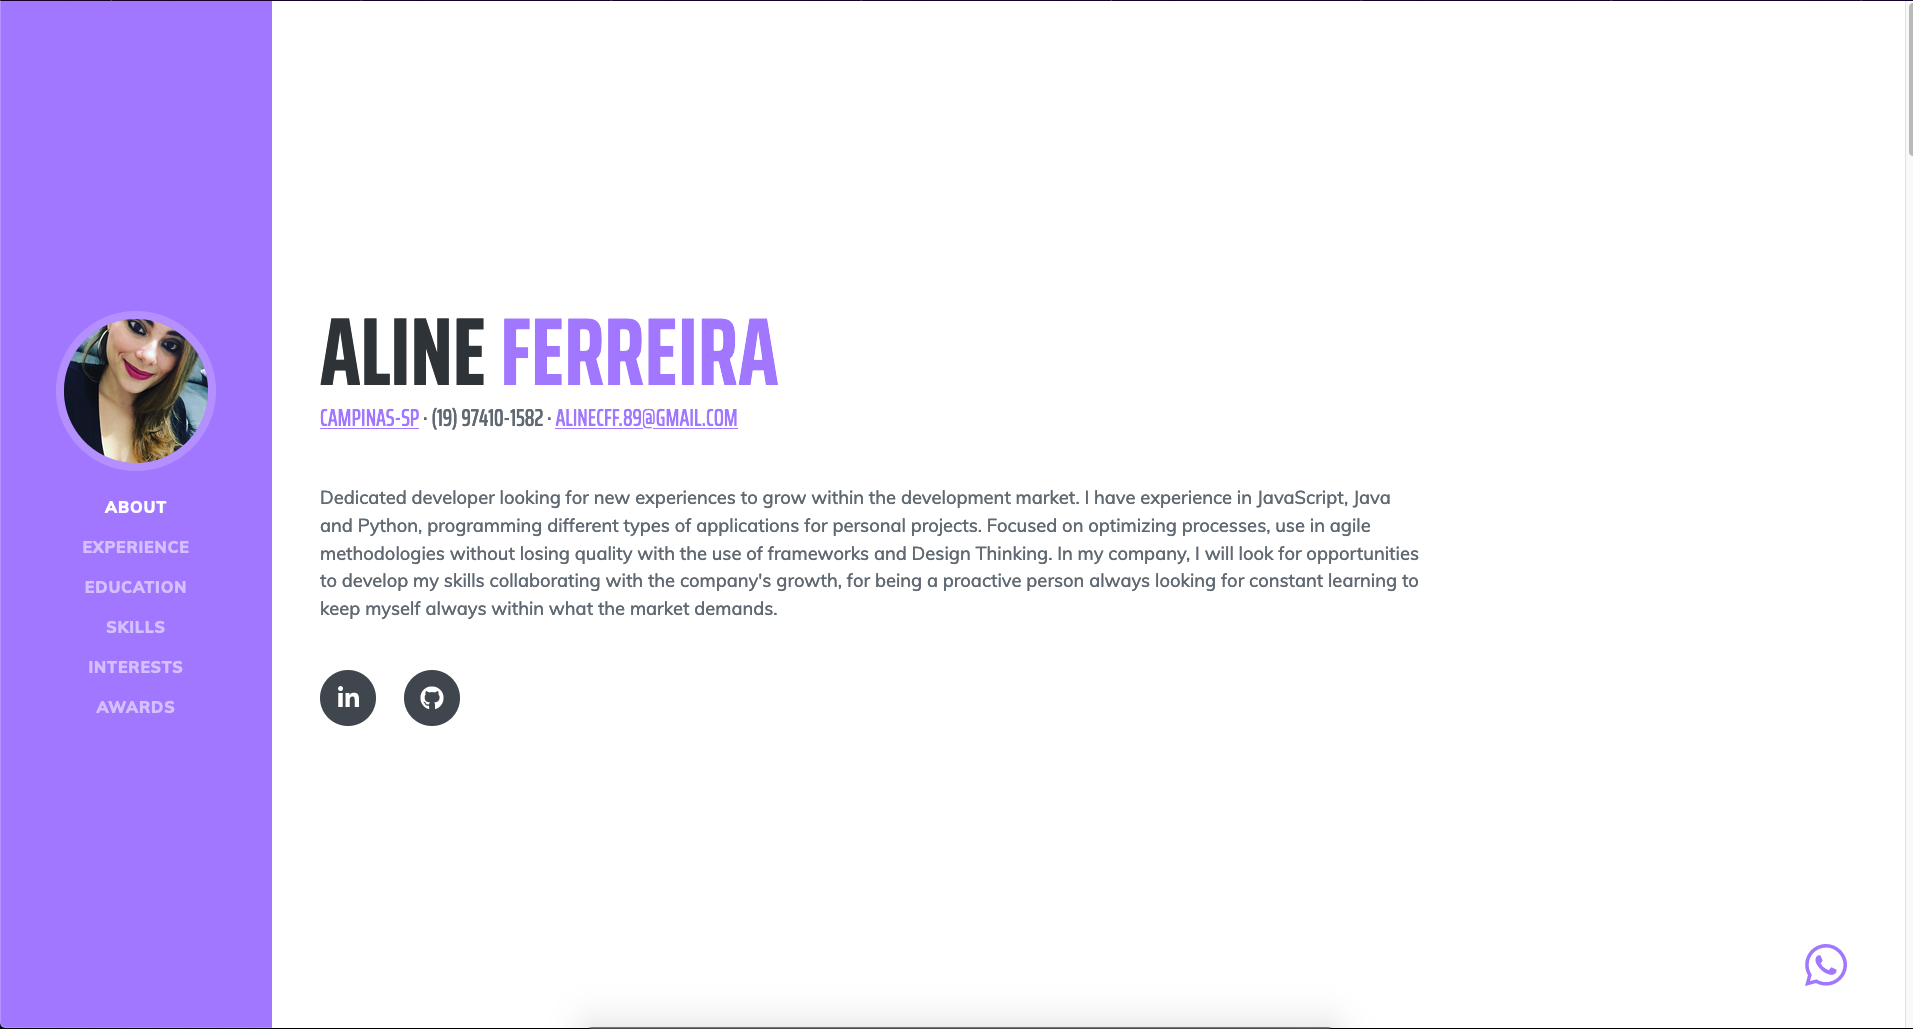 ABOUT
EXPERIENCE
EDUCATION
SKILLS
INTERESTS
AWARDS
ALINE FERREIRA
CAMPINAS-SP · (19) 97410-1582 · ALINECFF.89@GMAIL.COM
Dedicated developer looking for new experiences to grow within the development market. I have experience in JavaScript, Java
and Python, programming different types of applications for personal projects. Focused on optimizing processes, use in agile
methodologies without losing quality with the use of frameworks and Design Thinking. In my company, I will look for opportunities
to develop my skills collaborating with the company's growth, for being a proactive person always looking for constant learning to
keep myself always within what the market demands.
in